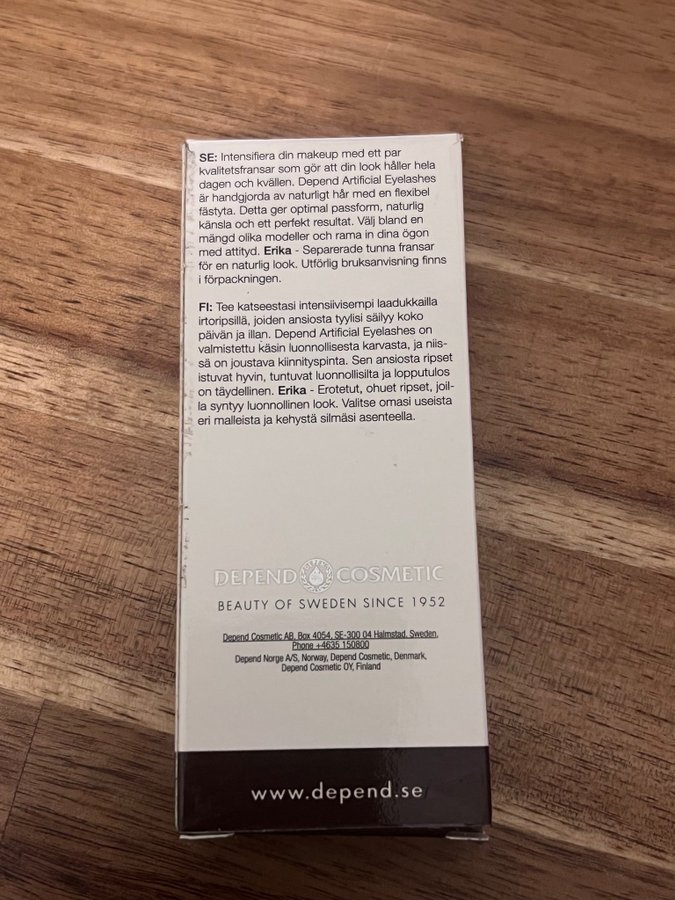 SE: Intensifiera din makeup med ett par
kvalitetsfransar som gör att din look håller hela
dagen och kvällen. Depend Artificial Eyelashes
är handgjorda av naturligt hår med en flexibel
fästyta. Detta ger optimal passform, naturlig
känsla och ett perfekt resultat. Välj bland en
mängd olika modeller och rama in dina ögon
med attityd. Erika - Separerade tunna fransar
för en naturlig look. Utförlig bruksanvisning finns
i förpackningen.
FI: Tee katseestasi intensiivisempi laadukkailla
irtoripsillä, joiden ansiosta tyylisi säilyy koko
päivän ja illan. Depend Artificial Eyelashes on
valmistettu käsin luonnollisesta karvasta, ja niis-
sä on joustava kiinnityspinta. Sen ansiosta ripset
istuvat hyvin, tuntuvat luonnollisilta ja lopputulos
on täydellinen. Erika - Erotetut, ohuet ripset, joil-
la syntyy luonnollinen look. Valitse omasi useista
eri malleista ja kehystä silmäsi asenteella.
DEPEND COSMETIC
BEAUTY OF SWEDEN SINCE 1952
Depend Cosmetic AB, Box 4054, SE-300 04 Halmstad, Sweden,
Phone +4635 150800
Depend Norge A/S, Norway, Depend Cosmetic, Denmark,
Depend Cosmetic OY, Finland
www.depend.se